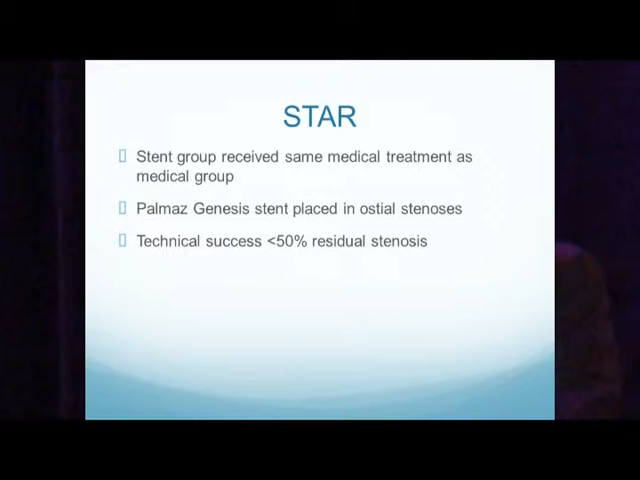 STAR
Stent group received same medical treatment as
medical group
Palmaz Genesis stent placed in ostial stenoses
Technical success <50% residual stenosis